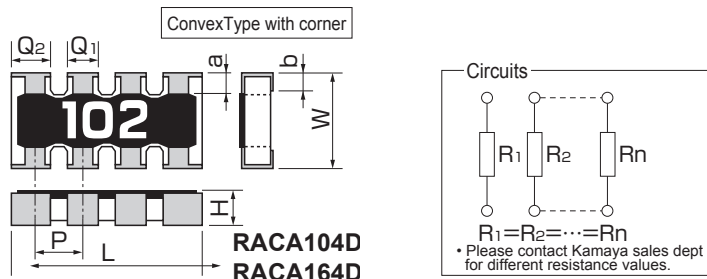 ConvexType with corner
Q2
Q1
a
b
102
W
H
P
L
RACA104D
RACA164D
Circuits
R1
R2
Rn
R1=R2=···=Rn
• Please contact Kamaya sales dept
for different resistance values.